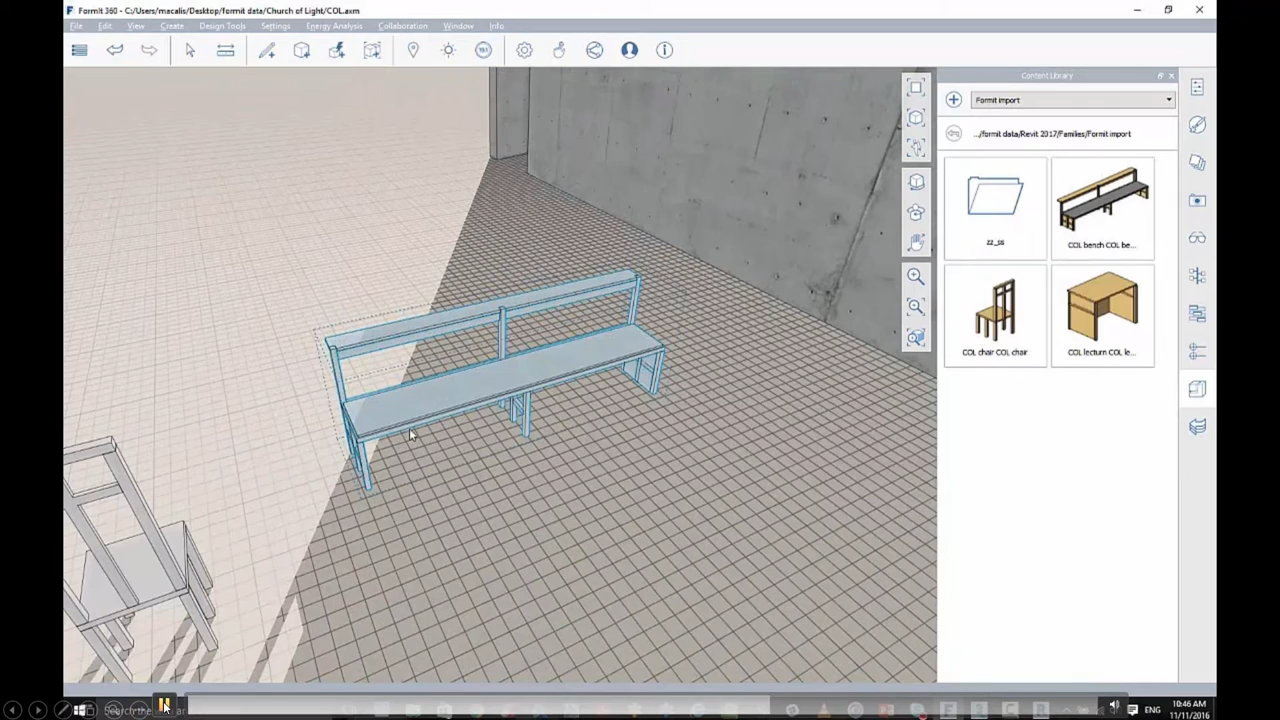 FormIt 360 - C:/Users/macalis/Desktop/formit data/Church of Light/COL.axm
File Edit View Create Design Tools Settings Energy Analysis Collaboration Window Info
Content Library
FormIt import
.../formit data/Revit 2017/Families/FormIt import
zz_ss
COL bench COL be...
COL chair COL chair
COL lecturn COL le...
ENG
10:46 AM
11/11/2016